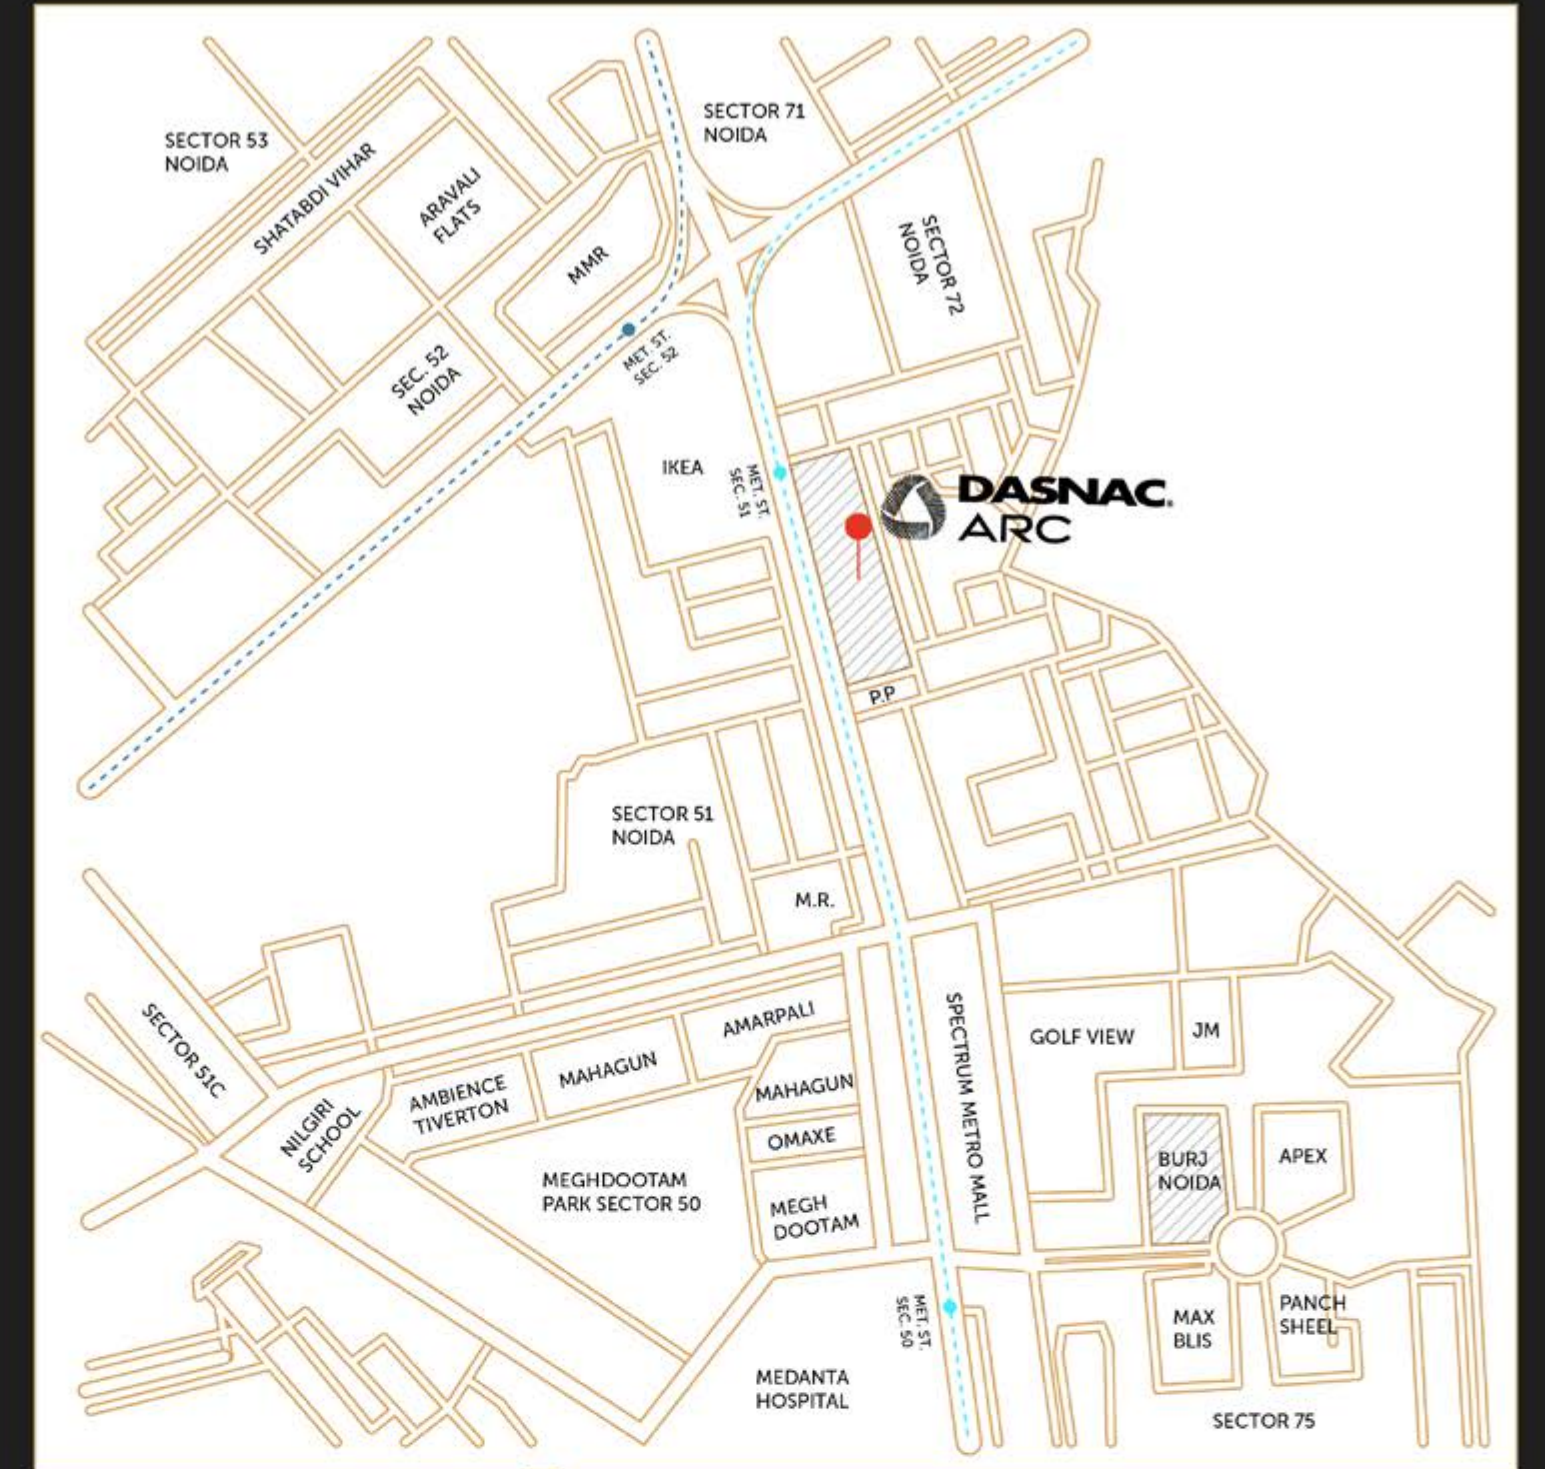 SECTOR 71
NOIDA
SECTOR 53
NOIDA
SHATABDI VIHAR
ARAVALI
FLATS
MMR
SECTOR 72
NOIDA
MET. ST.
SEC. 52
SEC. 52
NOIDA
IKEA
MET. ST.
SEC. 51
DASNAC.
ARC
P.P
SECTOR 51
NOIDA
M.R.
SECTOR 51C
AMARPALI
SPECTRUM METRO MALL
GOLF VIEW
JM
MAHAGUN
AMBIENCE
TIVERTON
NILGIRI
SCHOOL
MAHAGUN
OMAXE
MEGHDOOTAM
PARK SECTOR 50
MEGH
DOOTAM
BURJ
NOIDA
APEX
MET. ST.
SEC. 50
MAX
BLIS
PANCH
SHEEL
MEDANTA
HOSPITAL
SECTOR 75